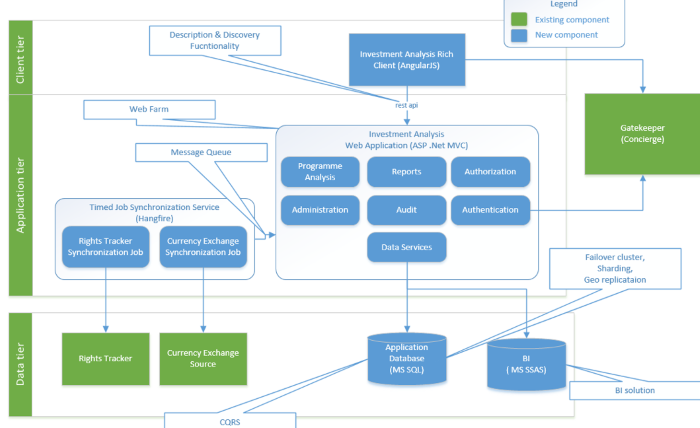 Legend
Existing component
New component
Client tier
Description & Discovery
Fucntionality
Investment Analysis Rich
Client (AngularJS)
rest api
Gatekeeper
(Concierge)
Application tier
Web Farm
Message Queue
Investment Analysis
Web Application (ASP .Net MVC)
Programme
Analysis
Reports
Authorization
Administration
Audit
Authentication
Data Services
Timed Job Synchronization Service
(Hangfire)
Rights Tracker
Synchronization Job
Currency Exchange
Synchronization Job
Failover cluster,
Sharding,
Geo replicataion
Data tier
Rights Tracker
Currency Exchange
Source
Application
Database
(MS SQL)
BI
( MS SSAS)
BI solution
CQRS